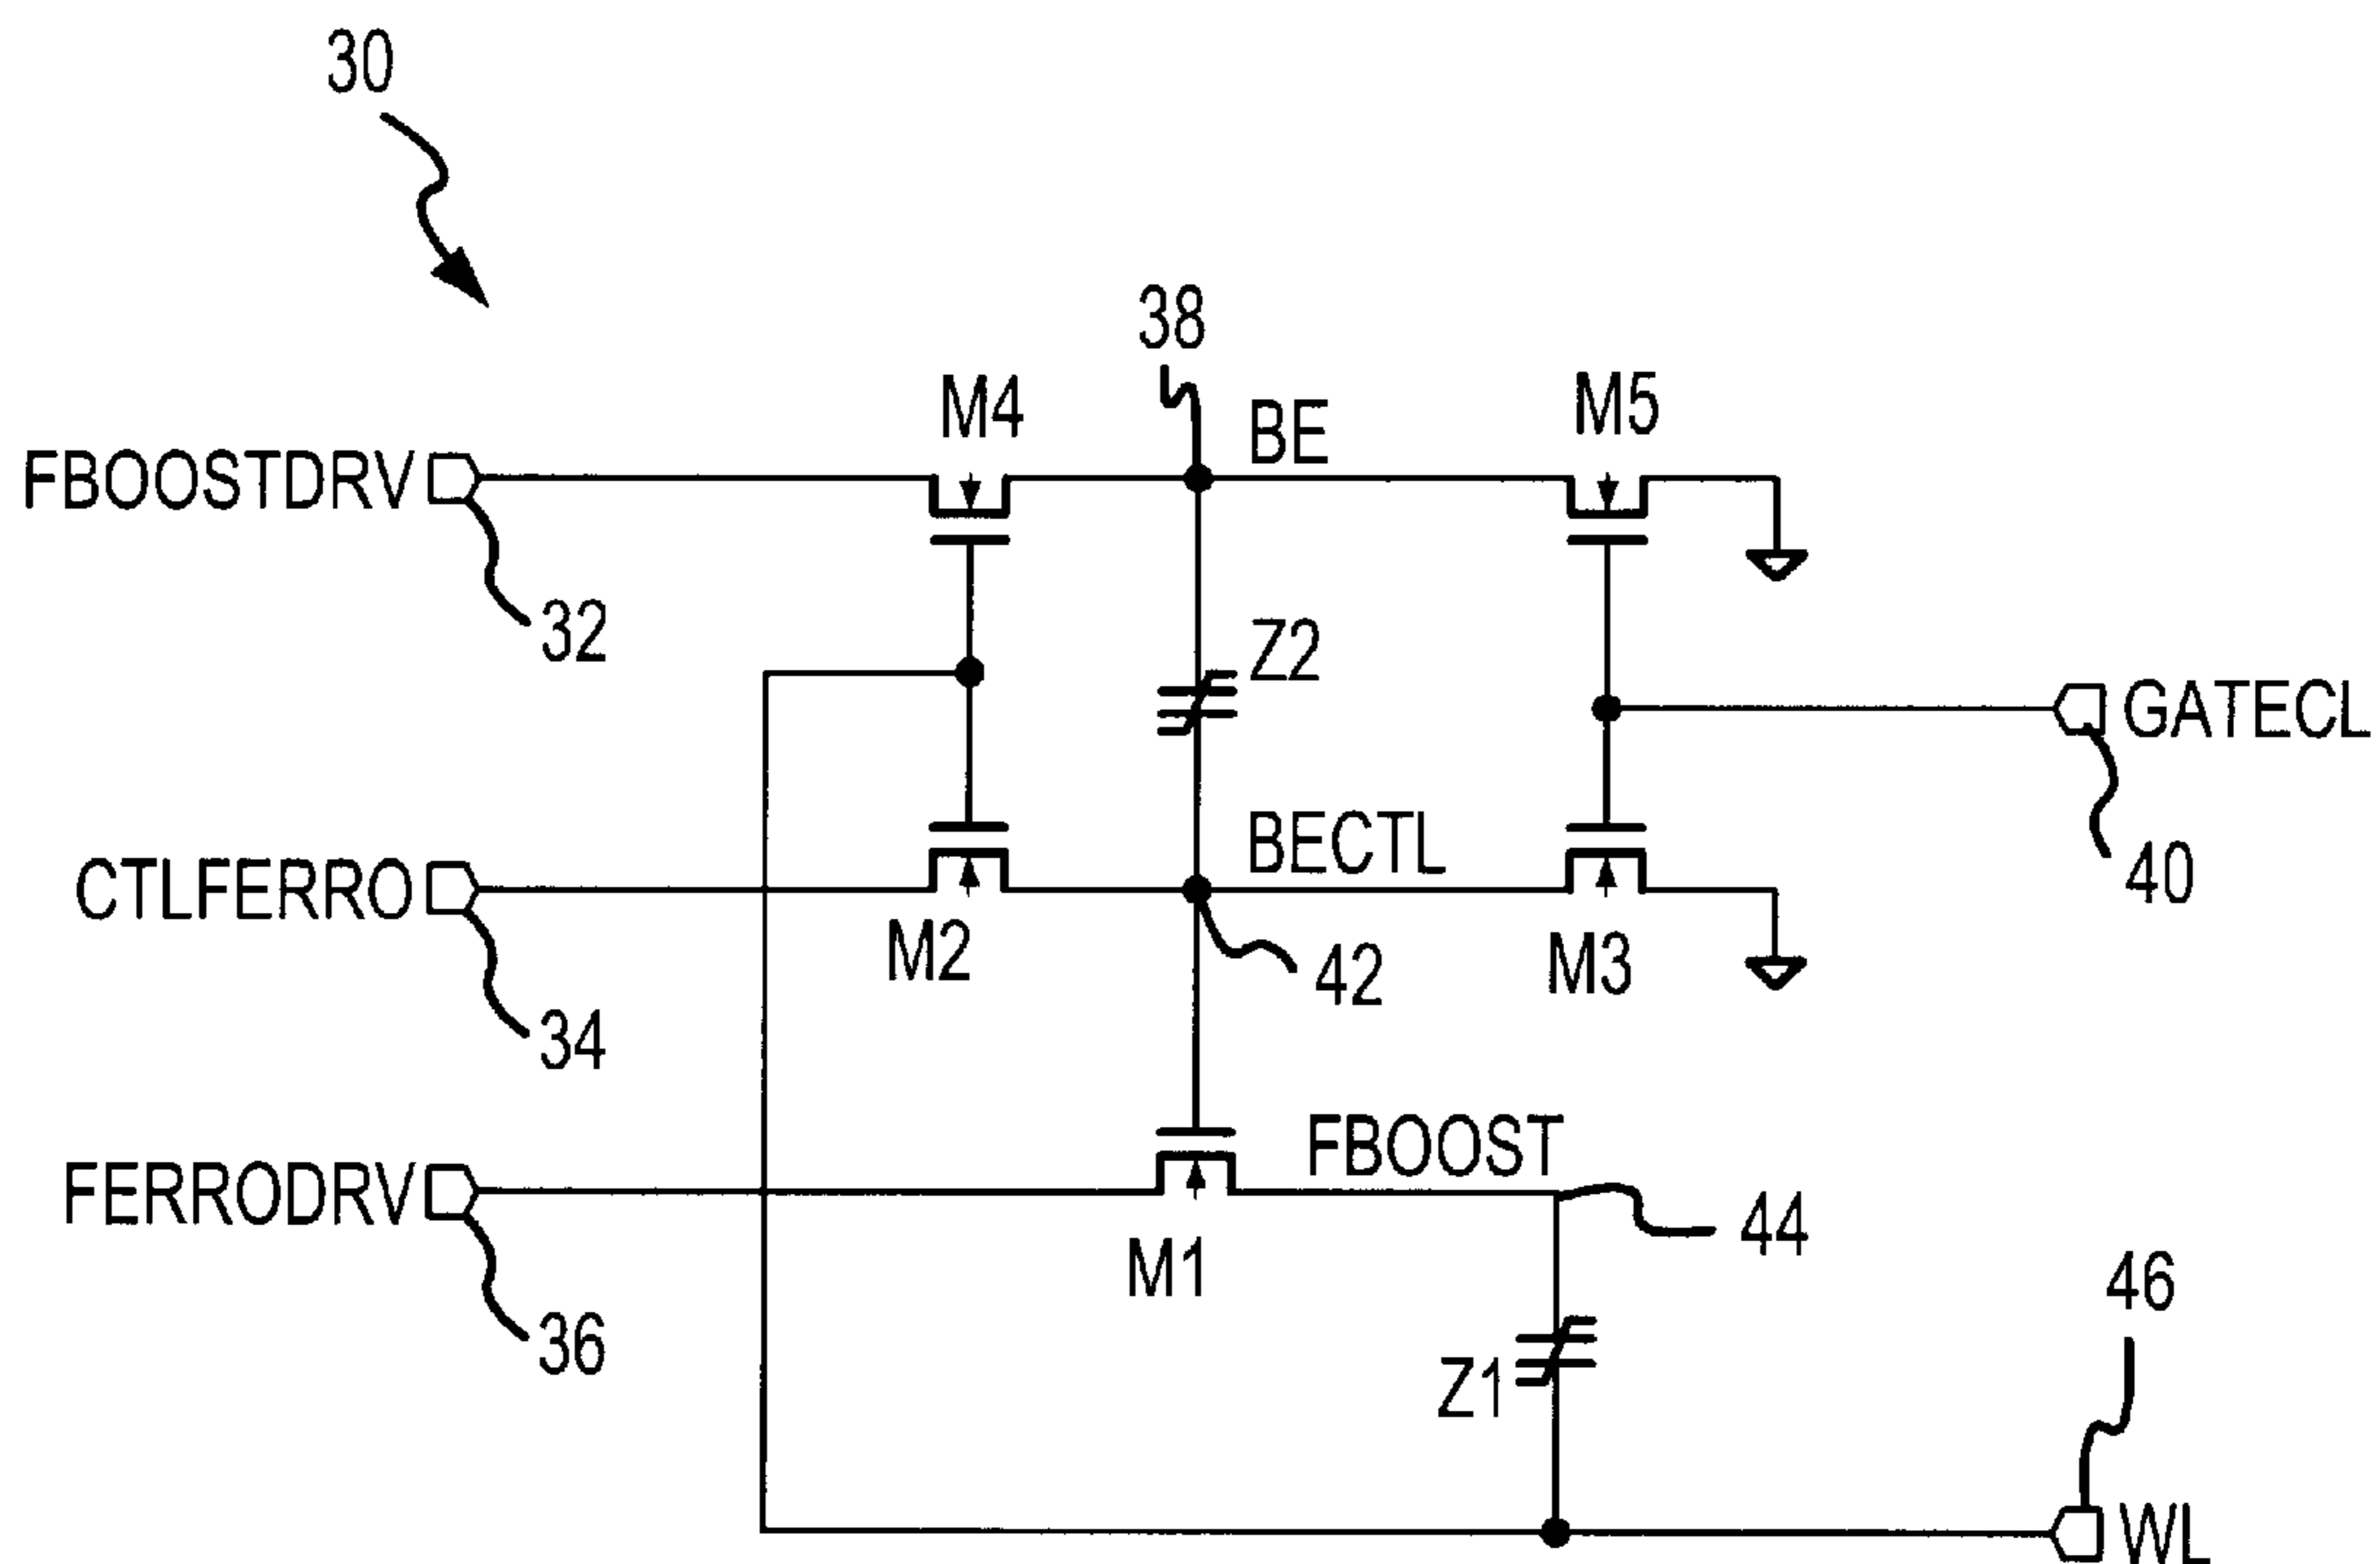 30
38
M4
BE
M5
FBOOSTDRV
32
Z2
GATECL
BECTL
CTLFERRO
40
M2
42
M3
34
FBOOST
FERRODRV
44
M1
46
36
Z1
WL